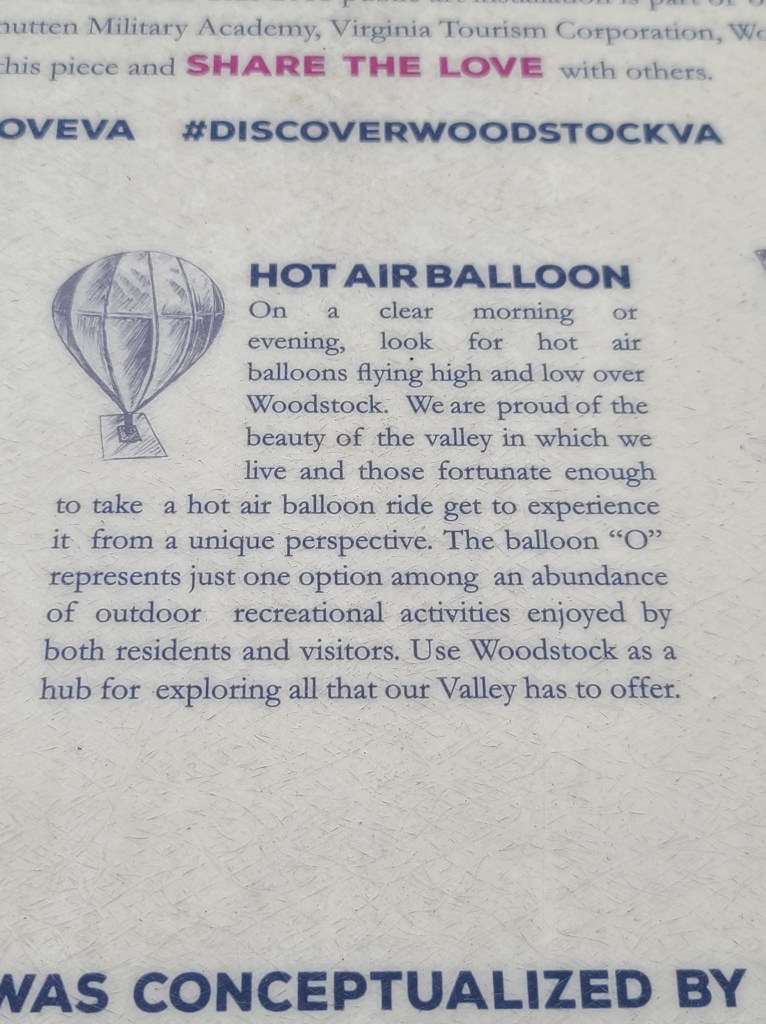 Military Academy, Virginia Tourism Corporation,
this piece and SHARE THE LOVE with others.
#DISCOVERWOODSTOCKVA
HOT AIR BALLOON
On a clear morning or
evening, look for hot air
balloons flying high and low over
Woodstock. We are proud of the
beauty of the valley in which we
live and those fortunate enough
to take a hot air balloon ride get to experience
it from a unique perspective. The balloon “O”
represents just one option among an abundance
of outdoor recreational activities enjoyed by
both residents and visitors. Use Woodstock as a
hub for exploring all that our Valley has to offer.
WAS CONCEPTUALIZED BY